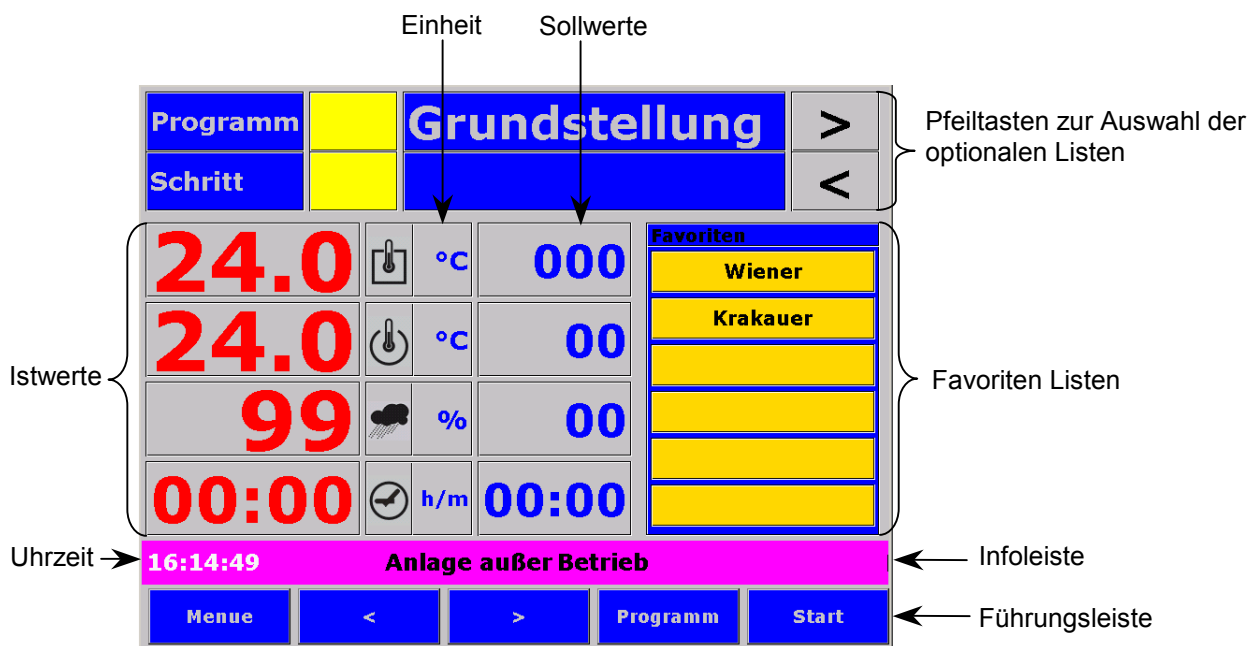 Einheit
Sollwerte
Programm
Grundstellung
>
Schritt
<
Pfeiltasten zur Auswahl der
optionalen Listen
Istwerte
24.0 °C 000
24.0 °C 00
99 % 00
00:00 h/m 00:00
Favoriten
Wiener
Krakauer
Favoriten Listen
Uhrzeit
16:14:49 Anlage außer Betrieb
Infoleiste
Menue < > Programm Start
Führungsleiste